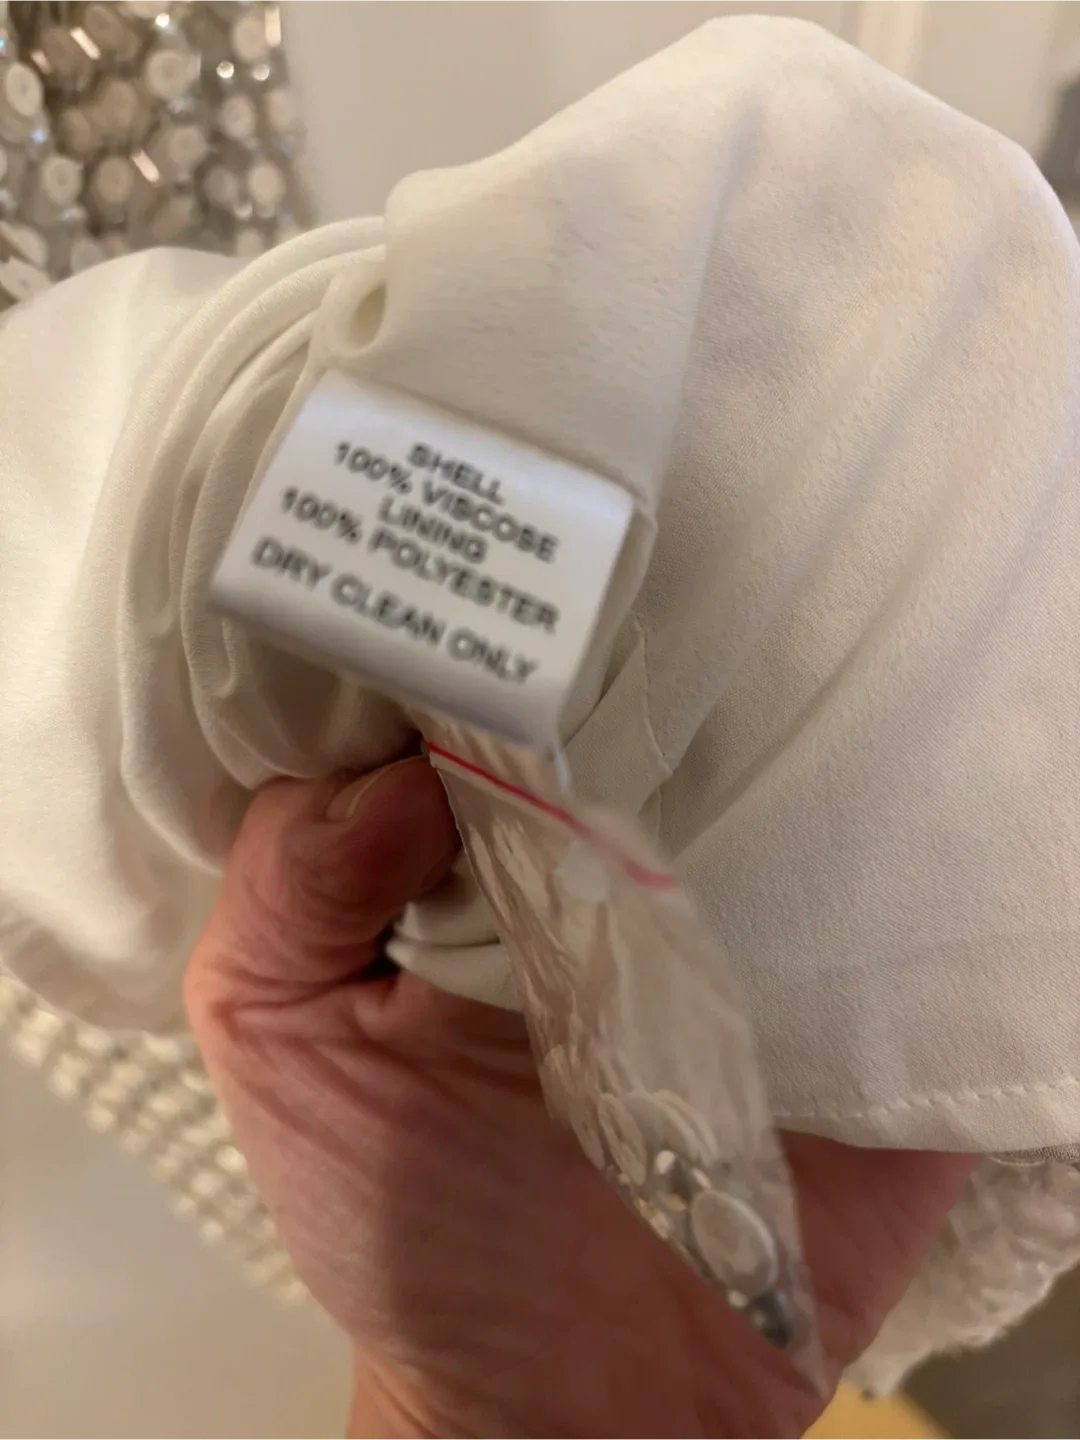 SHELL
100% VISCOSE
LINING
100% POLYESTER
DRY CLEAN ONLY